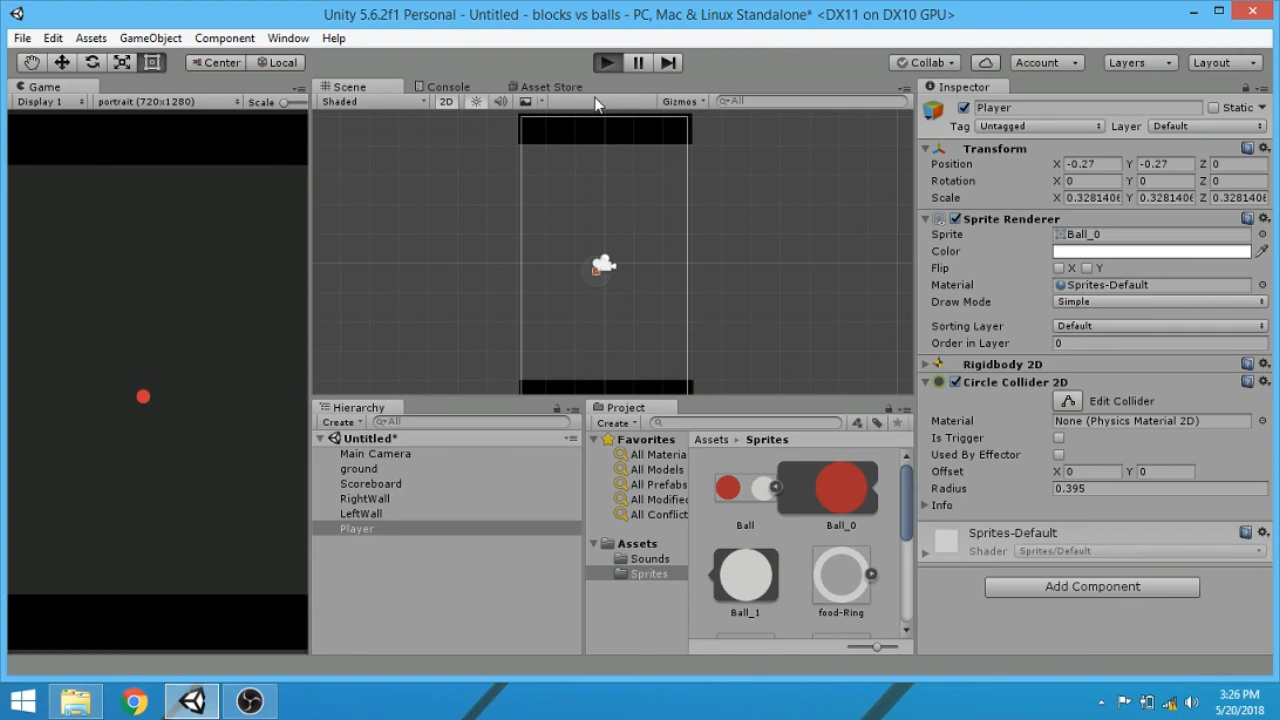 Unity 5.6.2f1 Personal - Untitled - blocks vs balls - PC, Mac & Linux Standalone* <DX11 on DX10 GPU>
File Edit Assets GameObject Component Window Help
Center Local Collab Account Layers Layout
Game Scene Console Asset Store Inspector
Display 1 portrait (720x1280) Scale Shaded 2D Gizmos All
Player Static
Tag Untagged Layer Default
Transform
Position X -0.27 Y -0.27 Z 0
Rotation X 0 Y 0 Z 0
Scale X 0.3281406 Y 0.3281406 Z 0.3281406
Sprite Renderer
Sprite Ball_0
Color
Flip X Y
Material Sprites-Default
Draw Mode Simple
Sorting Layer Default
Order in Layer 0
Rigidbody 2D
Circle Collider 2D
Edit Collider
Material None (Physics Material 2D)
Is Trigger
Used By Effector
Offset X 0 Y 0
Radius 0.395
Info
Sprites-Default
Shader Sprites/Default
Add Component
Hierarchy
Create All
Untitled*
Main Camera
ground
Scoreboard
RightWall
LeftWall
Player
Project
Create
Favorites
All Materia
All Models
All Prefabs
All Modified
All Conflict
Assets
Sounds
Sprites
Assets Sprites
Ball Ball_0
Ball_1 food-Ring
3:26 PM
5/20/2018